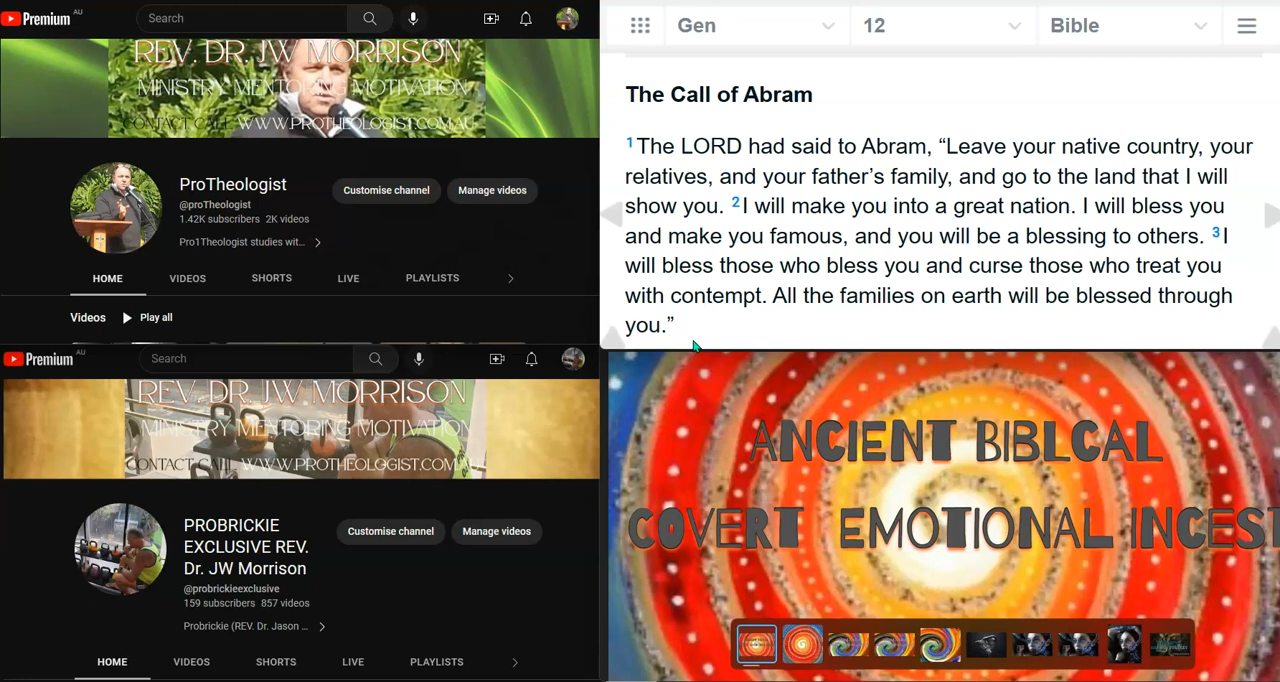 Premium AU
Search
REV. DR. JW MORRISON
MINISTRY MENTORING MOTIVATION
CONTACT CALL WWW.PROTHEOLOGIST.COM.AU
ProTheologist
@proTheologist
1.42K subscribers 2K videos
Pro1Theologist studies wit...
Customise channel
Manage videos
HOME VIDEOS SHORTS LIVE PLAYLISTS
Videos Play all
Premium AU
Search
REV. DR. JW MORRISON
MINISTRY MENTORING MOTIVATION
CONTACT CALL WWW.PROTHEOLOGIST.COM.AU
PROBRICKIE
EXCLUSIVE REV.
Dr. JW Morrison
@probrickieexclusive
159 subscribers 857 videos
Probrickie (REV. Dr. Jason ...
Customise channel
Manage videos
HOME VIDEOS SHORTS LIVE PLAYLISTS
Gen 12 Bible
The Call of Abram
1 The LORD had said to Abram, “Leave your native country, your
relatives, and your father’s family, and go to the land that I will
show you. 2 I will make you into a great nation. I will bless you
and make you famous, and you will be a blessing to others. 3 I
will bless those who bless you and curse those who treat you
with contempt. All the families on earth will be blessed through
you.”
ANCIENT BIBLCAL
COVERT EMOTIONAL INCEST